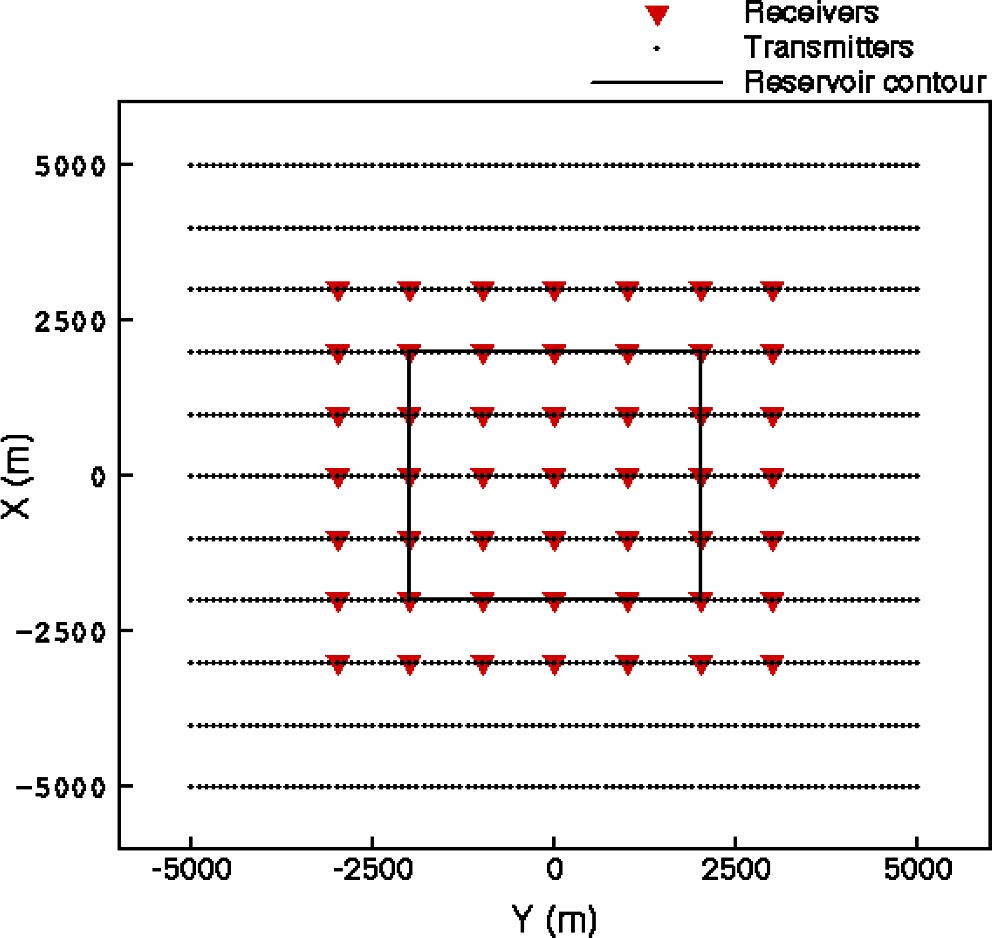 Receivers
Transmitters
Reservoir contour
5000
2500
0
−2500
−5000
X (m)
-5000 -2500 0 2500 5000
Y (m)